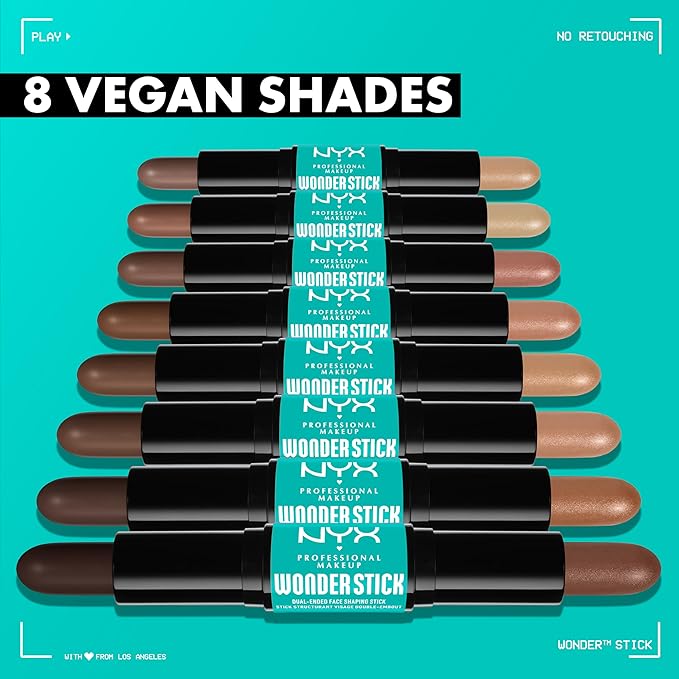 PLAY
NO RETOUCHING
8 VEGAN SHADES
NYX
PROFESSIONAL
MAKEUP
WONDER STICK
NYX
PROFESSIONAL
MAKEUP
WONDER STICK
NYX
PROFESSIONAL
MAKEUP
WONDER STICK
NYX
PROFESSIONAL
MAKEUP
WONDER STICK
NYX
PROFESSIONAL
MAKEUP
WONDER STICK
NYX
PROFESSIONAL
MAKEUP
WONDER STICK
NYX
PROFESSIONAL
MAKEUP
WONDER STICK
NYX
PROFESSIONAL
MAKEUP
WONDER STICK
DUAL-ENDED FACE SHAPING STICK
STICK STRUCTURANT VISAGE DOUBLE-EMBOUT
WITH ♥ FROM LOS ANGELES
WONDER™ STICK